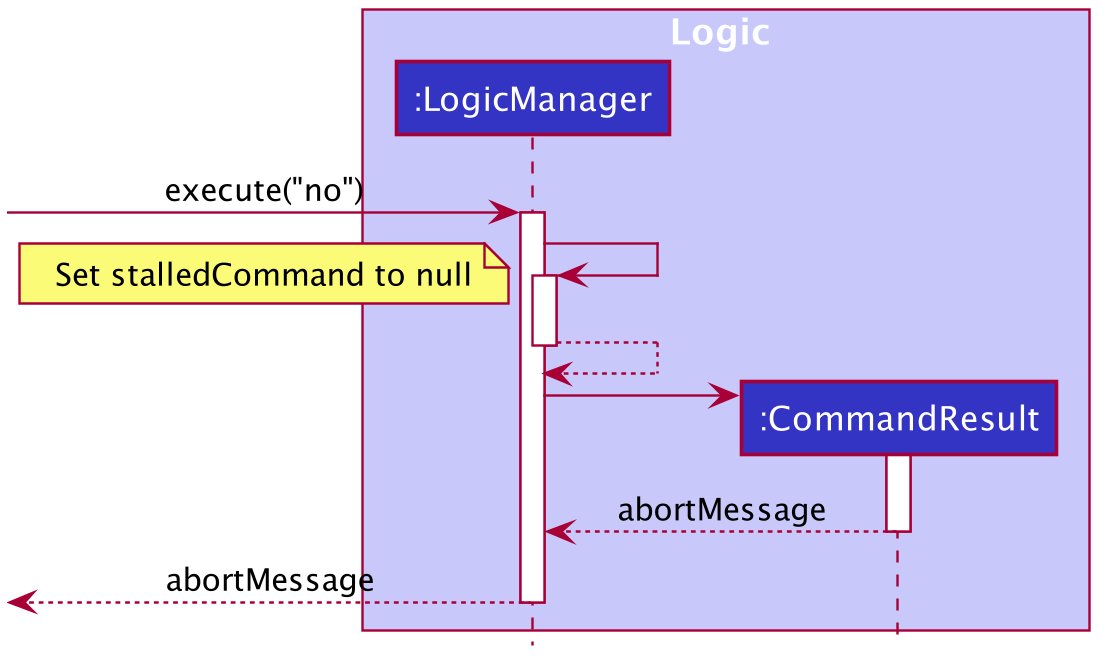 Logic
:LogicManager
execute("no")
Set stalledCommand to null
:CommandResult
abortMessage
abortMessage